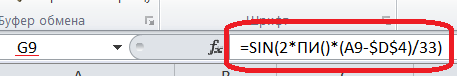 Буфер обмена
Шрифт
G9
fx
=SIN(2*ПИ()*(A9-$D$4)/33)